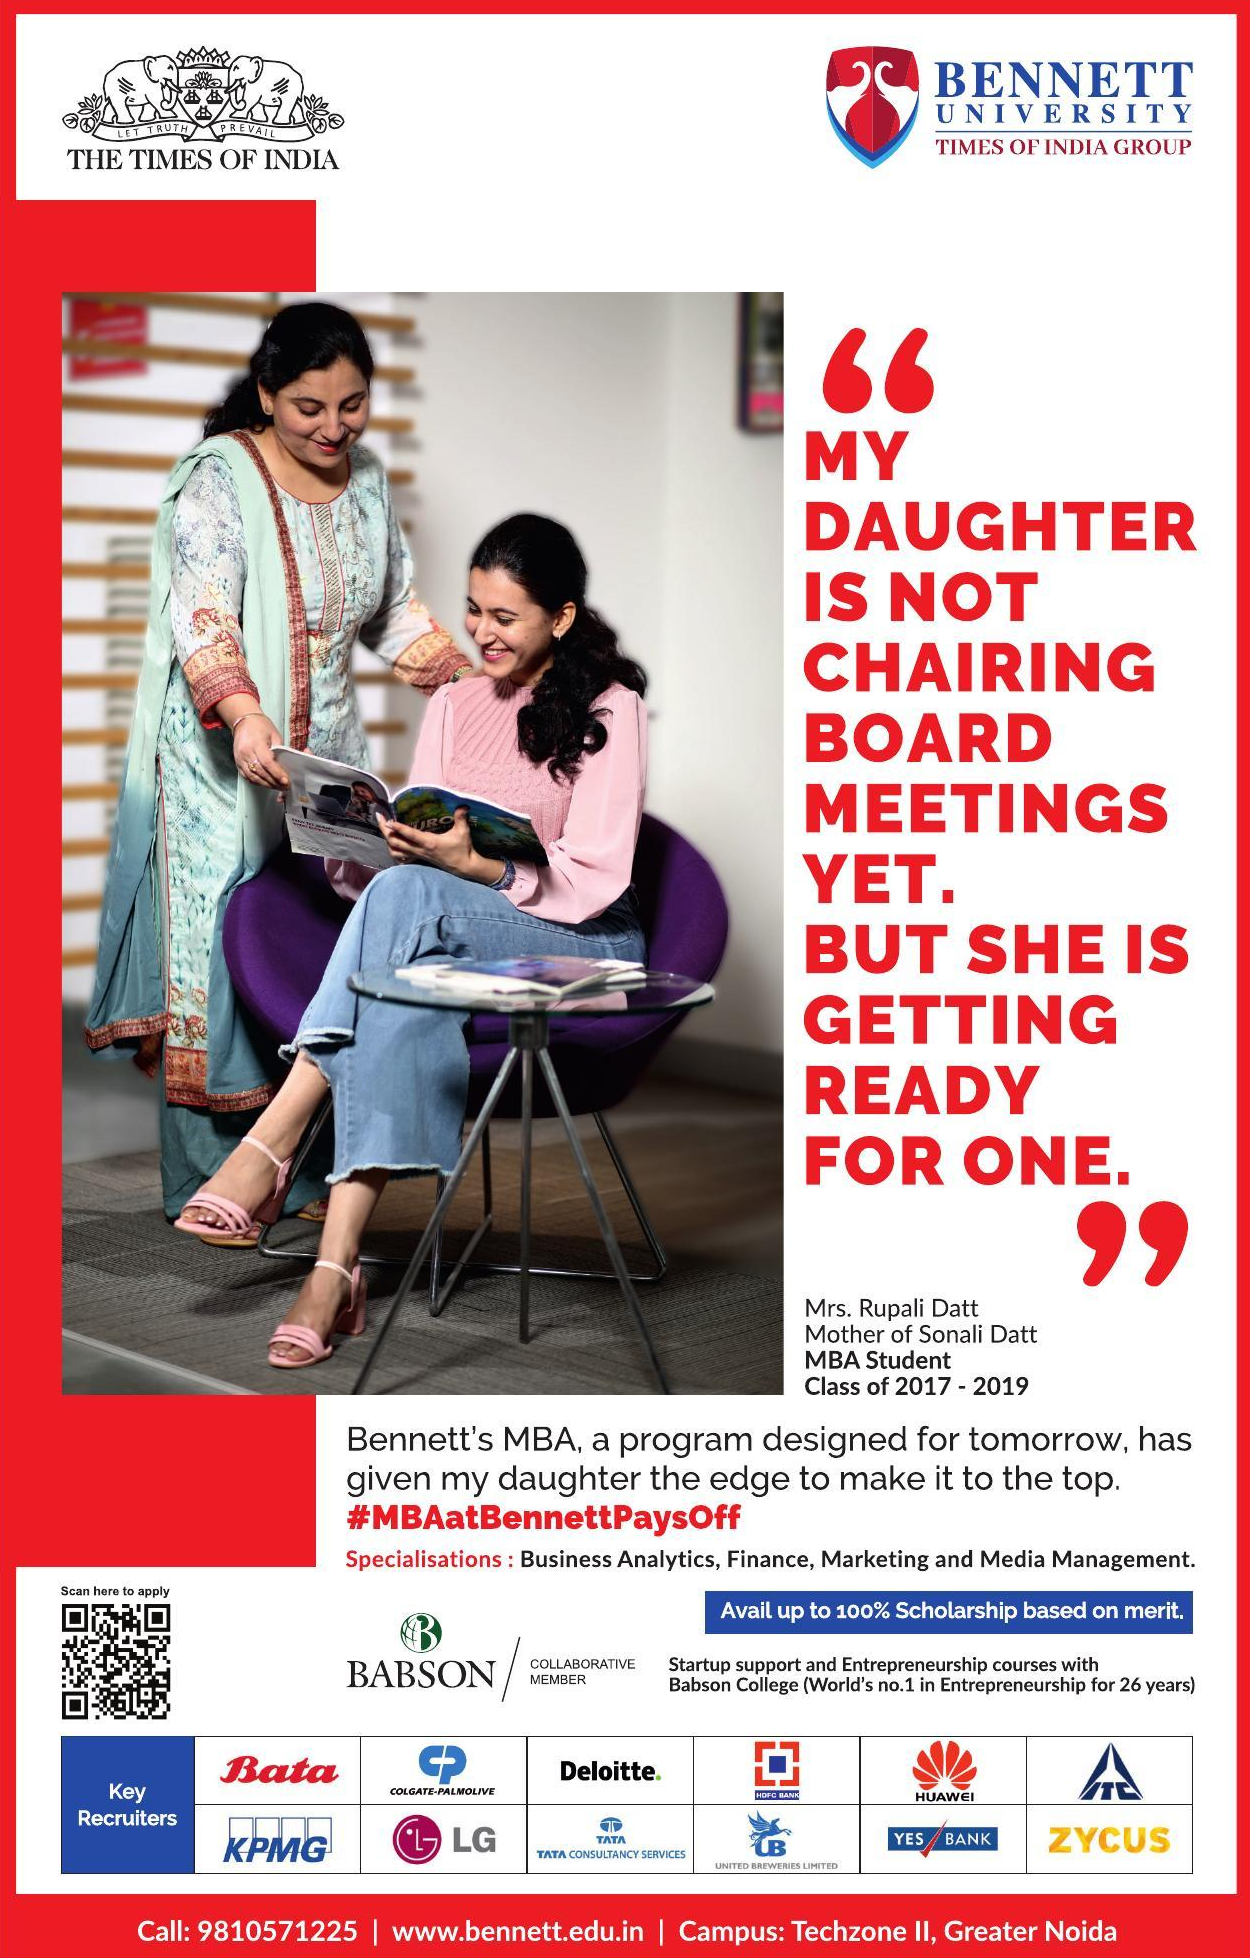 LET TRUTH PREVAIL
THE TIMES OF INDIA
BENNETT
UNIVERSITY
TIMES OF INDIA GROUP
“
MY
DAUGHTER
IS NOT
CHAIRING
BOARD
MEETINGS
YET.
BUT SHE IS
GETTING
READY
FOR ONE.
”
Mrs. Rupali Datt
Mother of Sonali Datt
MBA Student
Class of 2017 - 2019
Bennett's MBA, a program designed for tomorrow, has
given my daughter the edge to make it to the top.
#MBAatBennettPaysOff
Specialisations : Business Analytics, Finance, Marketing and Media Management.
Scan here to apply
Avail up to 100% Scholarship based on merit.
B
BABSON
COLLABORATIVE
MEMBER
Startup support and Entrepreneurship courses with
Babson College (World's no.1 in Entrepreneurship for 26 years)
Key
Recruiters
Bata
CP
COLGATE-PALMOLIVE
Deloitte.
HDFC BANK
HUAWEI
ITC
KPMG
LG
TATA
TATA CONSULTANCY SERVICES
UB
UNITED BREWERIES LIMITED
YES BANK
ZYCUS
Call: 9810571225 | www.bennett.edu.in | Campus: Techzone II, Greater Noida